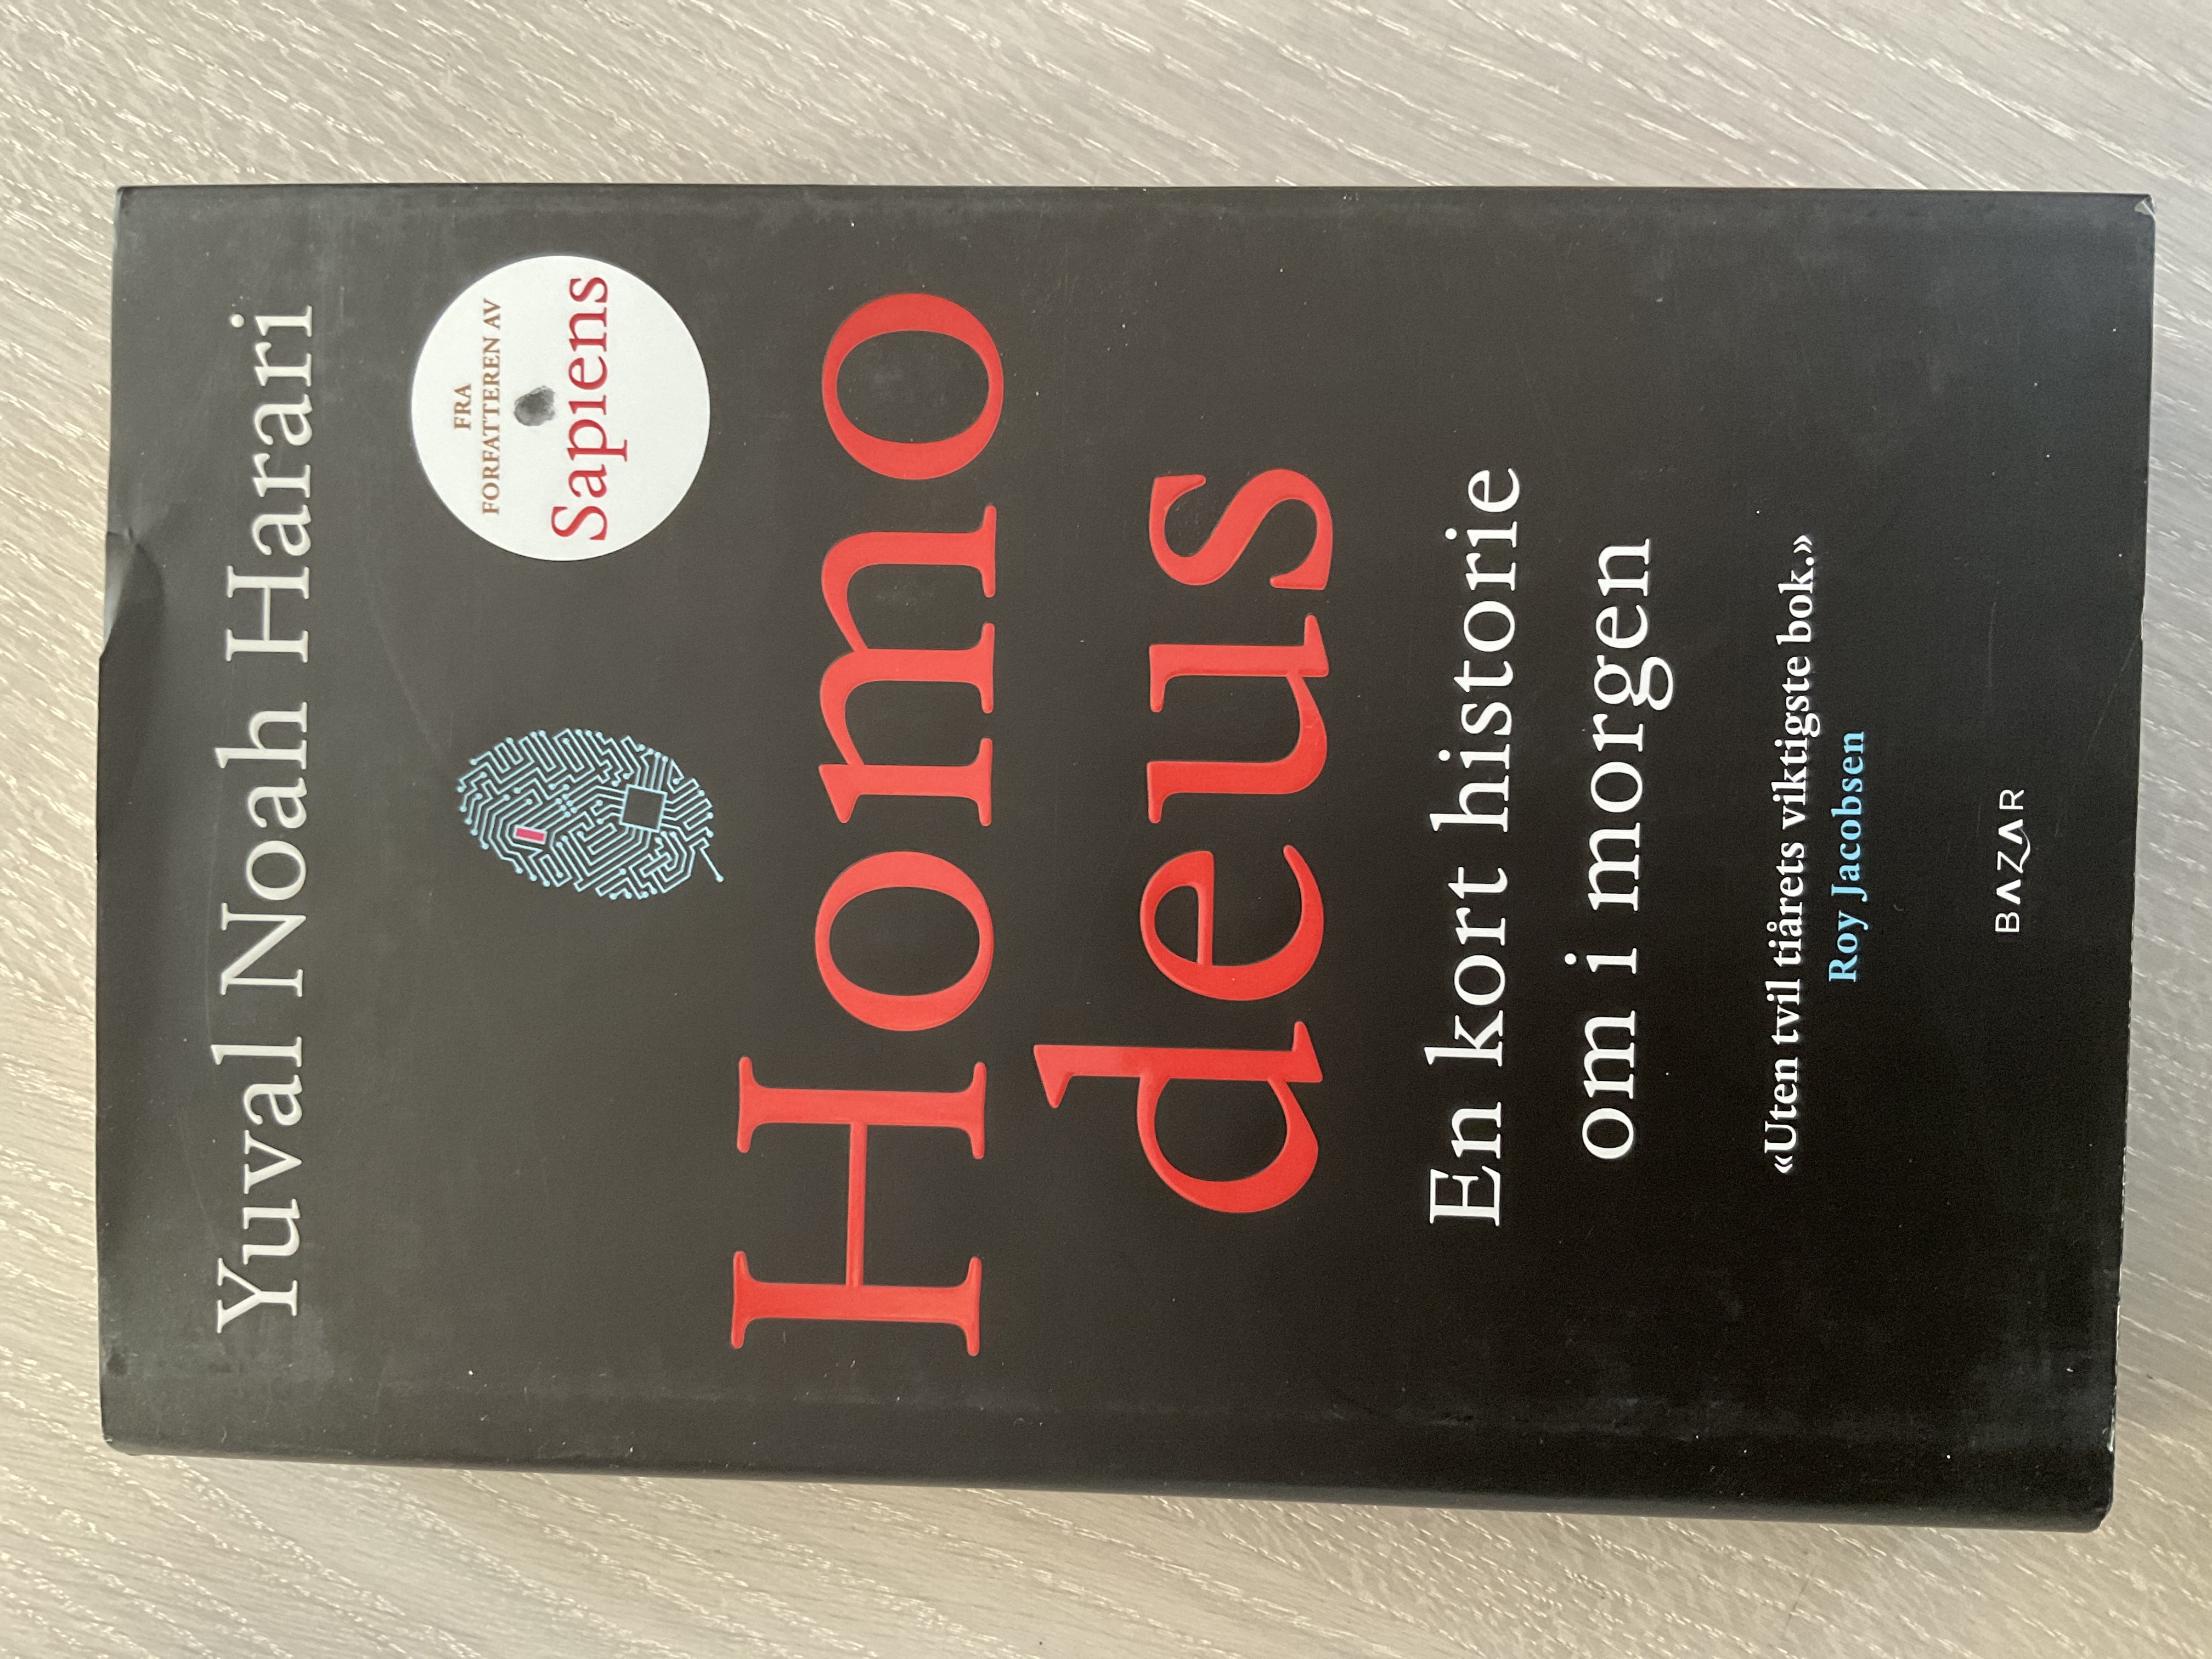 Yuval Noah Harari
FRA
FORFATTEREN AV
Sapiens
Homo
deus
En kort historie
om i morgen
«Uten tvil tiårets viktigste bok.»
Roy Jacobsen
BAZAR